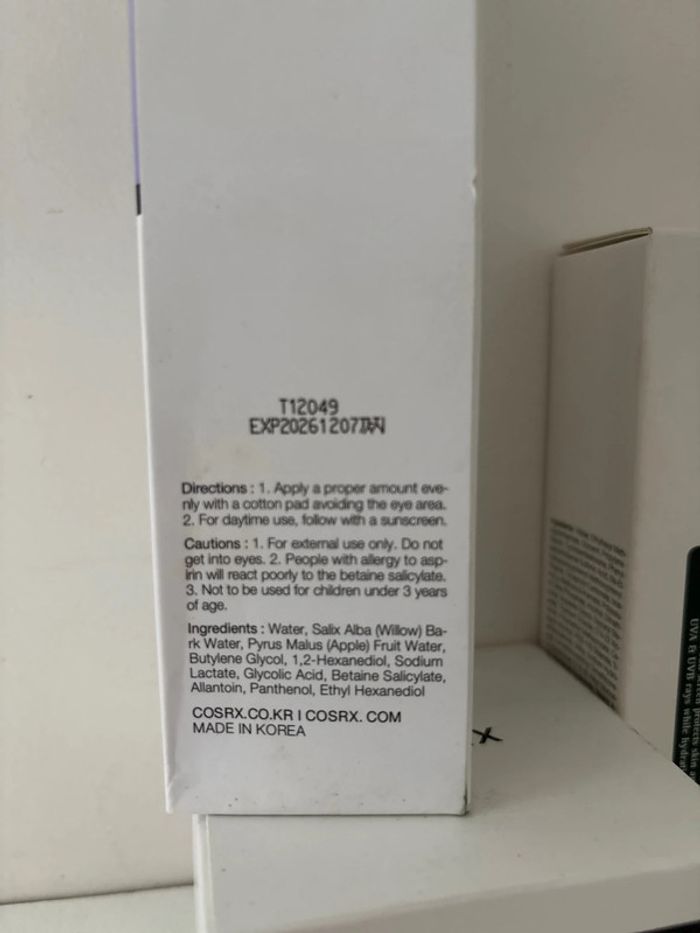 T12049
EXP20261207
Directions : 1. Apply a proper amount eve-
nly with a cotton pad avoiding the eye area.
2. For daytime use, follow with a sunscreen.
Cautions : 1. For external use only. Do not
get into eyes. 2. People with allergy to asp-
irin will react poorly to the betaine salicylate.
3. Not to be used for children under 3 years
of age.
Ingredients : Water, Salix Alba (Willow) Ba-
rk Water, Pyrus Malus (Apple) Fruit Water,
Butylene Glycol, 1,2-Hexanediol, Sodium
Lactate, Glycolic Acid, Betaine Salicylate,
Allantoin, Panthenol, Ethyl Hexanediol
COSRX.CO.KR I COSRX. COM
MADE IN KOREA
X
protects skin
UVA & UVB rays while